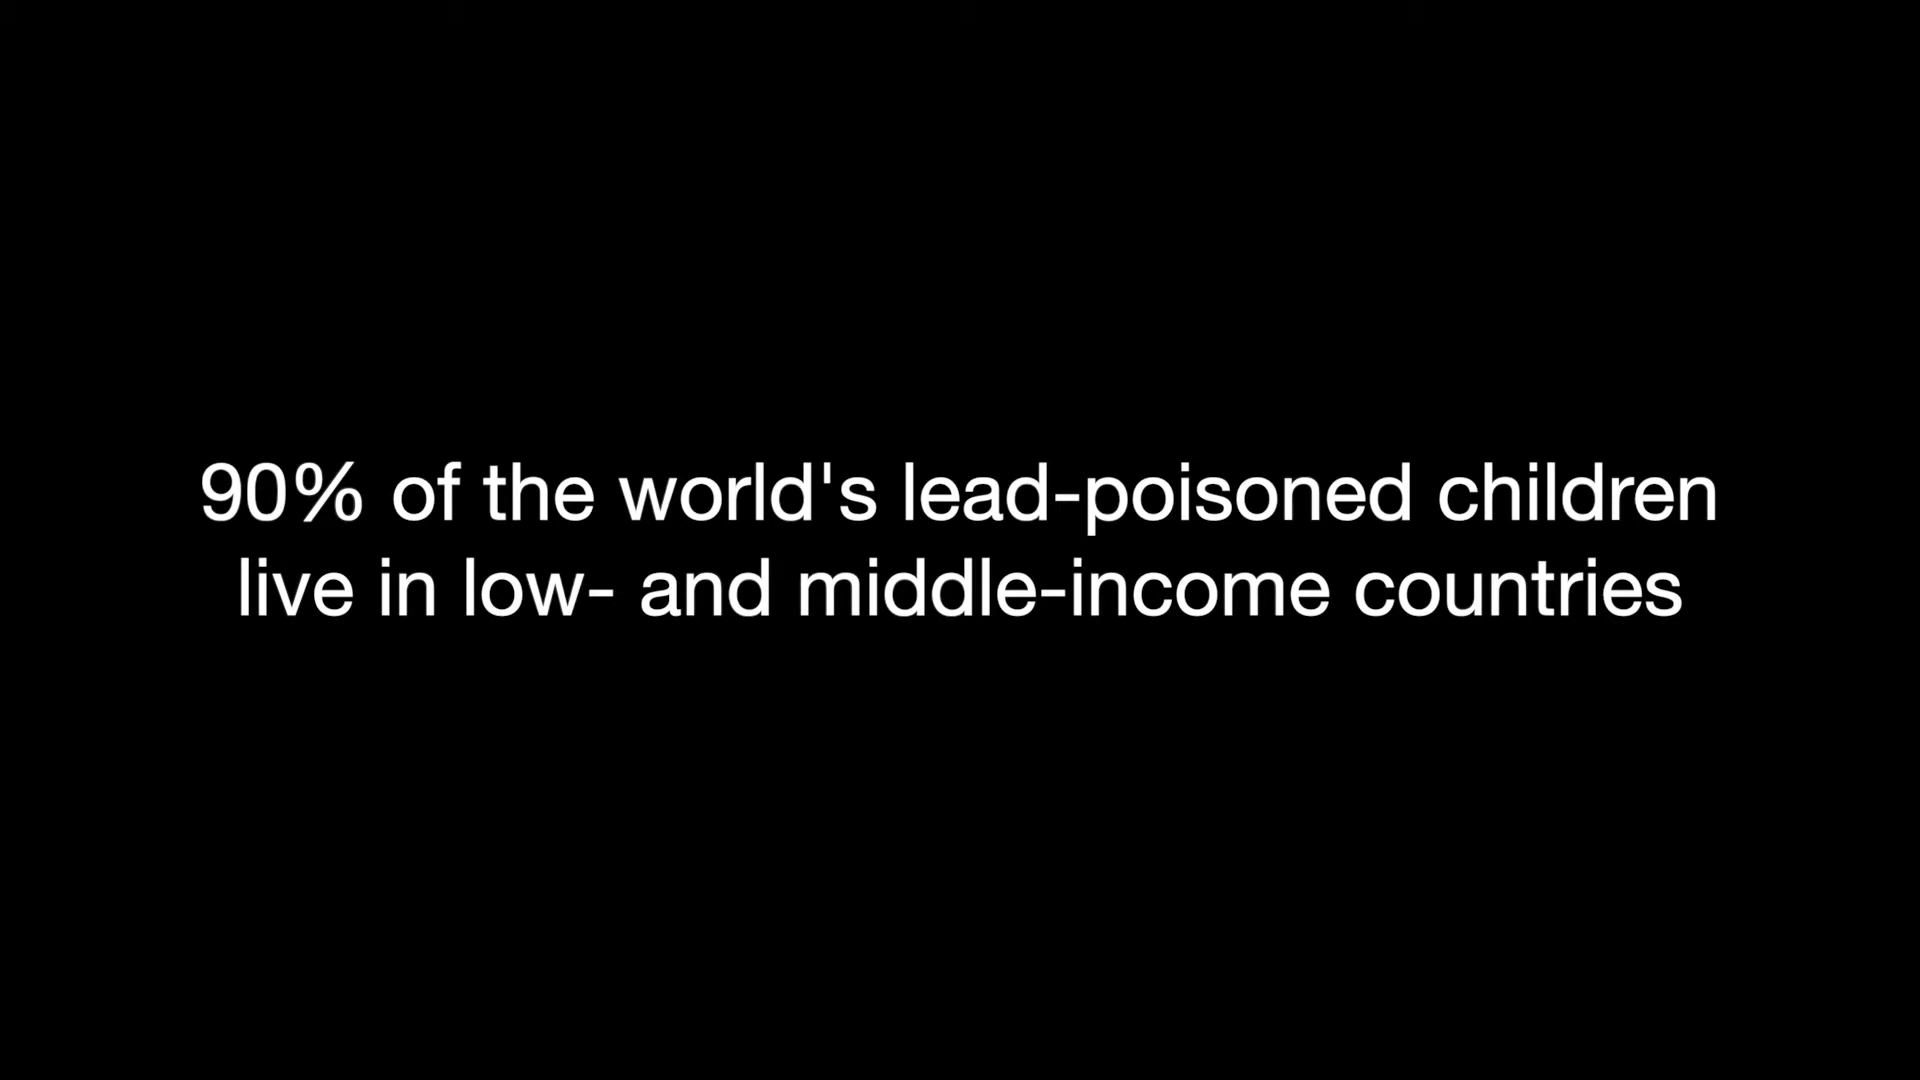 90% of the world's lead-poisoned children
live in low- and middle-income countries